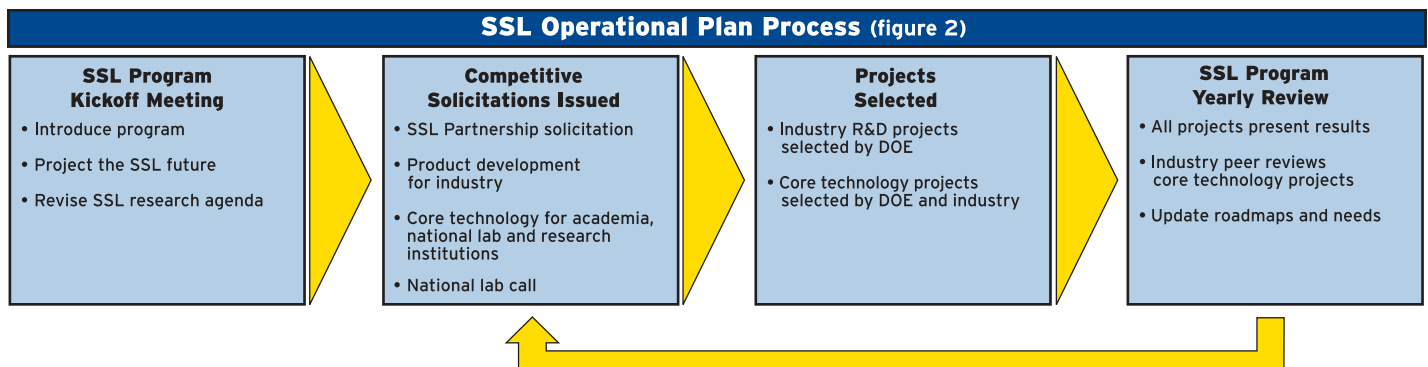 SSL Operational Plan Process (figure 2)
SSL Program
Kickoff Meeting
• Introduce program
• Project the SSL future
• Revise SSL research agenda
Competitive
Solicitations Issued
• SSL Partnership solicitation
• Product development
for industry
• Core technology for academia,
national lab and research
institutions
• National lab call
Projects
Selected
• Industry R&D projects
selected by DOE
• Core technology projects
selected by DOE and industry
SSL Program
Yearly Review
• All projects present results
• Industry peer reviews
core technology projects
• Update roadmaps and needs